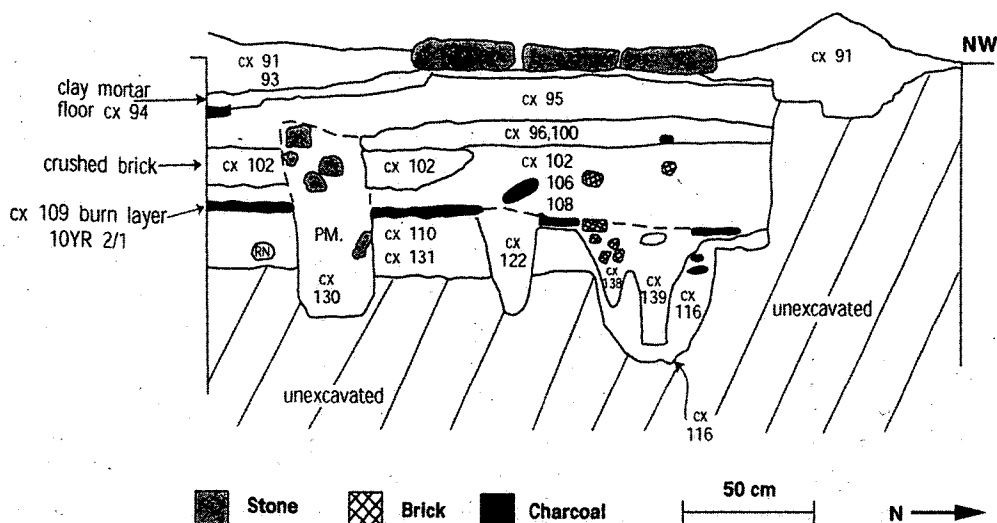 NW
cx 91
93
cx 91
clay mortar
floor cx 94
cx 95
cx 96,100
crushed brick
cx 102
cx 102
cx 102
106
108
cx 109 burn layer
10YR 2/1
PM.
cx 110
cx 131
RN
cx
122
cx
130
cx
138
cx
139
cx
116
unexcavated
unexcavated
cx
116
Stone
Brick
Charcoal
50 cm
N